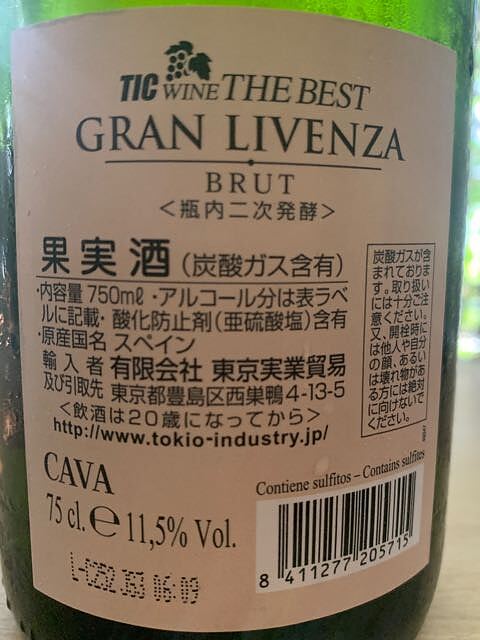 TIC WINE THE BEST
GRAN LIVENZA
BRUT
＜瓶内二次発酵＞
果実酒（炭酸ガス含有）
・内容量 750mℓ ・アルコール分は表ラベ
ルに記載・酸化防止剤（亜硫酸塩）含有
・原産国名 スペイン
輸入者 有限会社 東京実業貿易
及び引取先 東京都豊島区西巣鴨4-13-5
＜飲酒は20歳になってから＞
http://www.tokio-industry.jp/
炭酸ガスが含
まれておりま
す。取り扱い
には十分ご注
意ください。
又、開栓時に
は他人や自分
の顔、あるい
は壊れ物があ
る方には絶対
に向けないで
ください。
CAVA
75 cl. ℮ 11,5% Vol.
Contiene sulfitos – Contains sulfites
8 411277 205715